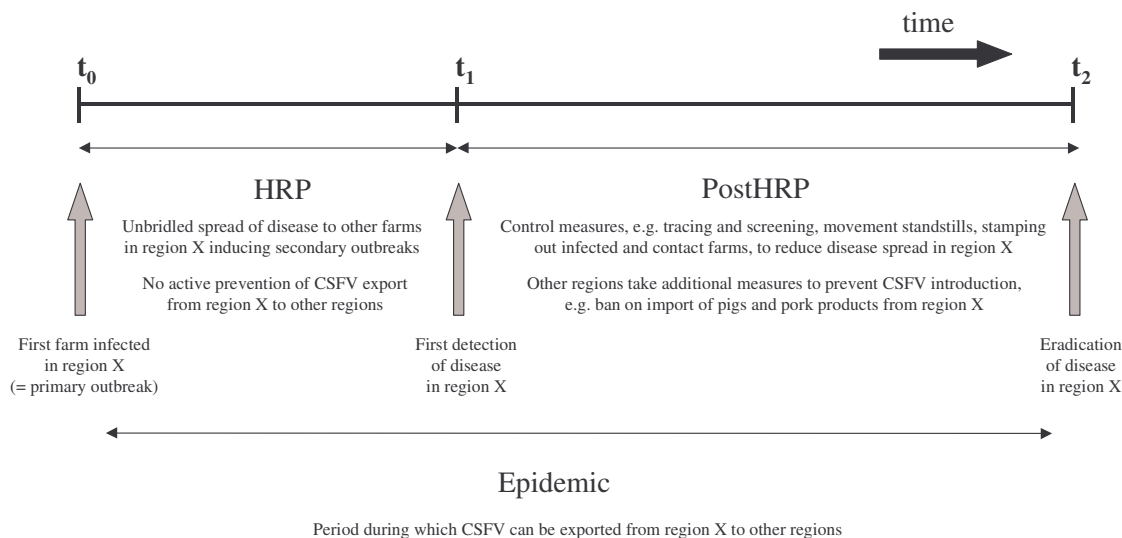 time
t0 t1 t2
HRP
Unbridled spread of disease to other farms
in region X inducing secondary outbreaks
No active prevention of CSFV export
from region X to other regions
PostHRP
Control measures, e.g. tracing and screening, movement standstills, stamping
out infected and contact farms, to reduce disease spread in region X
Other regions take additional measures to prevent CSFV introduction,
e.g. ban on import of pigs and pork products from region X
First farm infected
in region X
(= primary outbreak)
First detection
of disease
in region X
Eradication
of disease
in region X
Epidemic
Period during which CSFV can be exported from region X to other regions